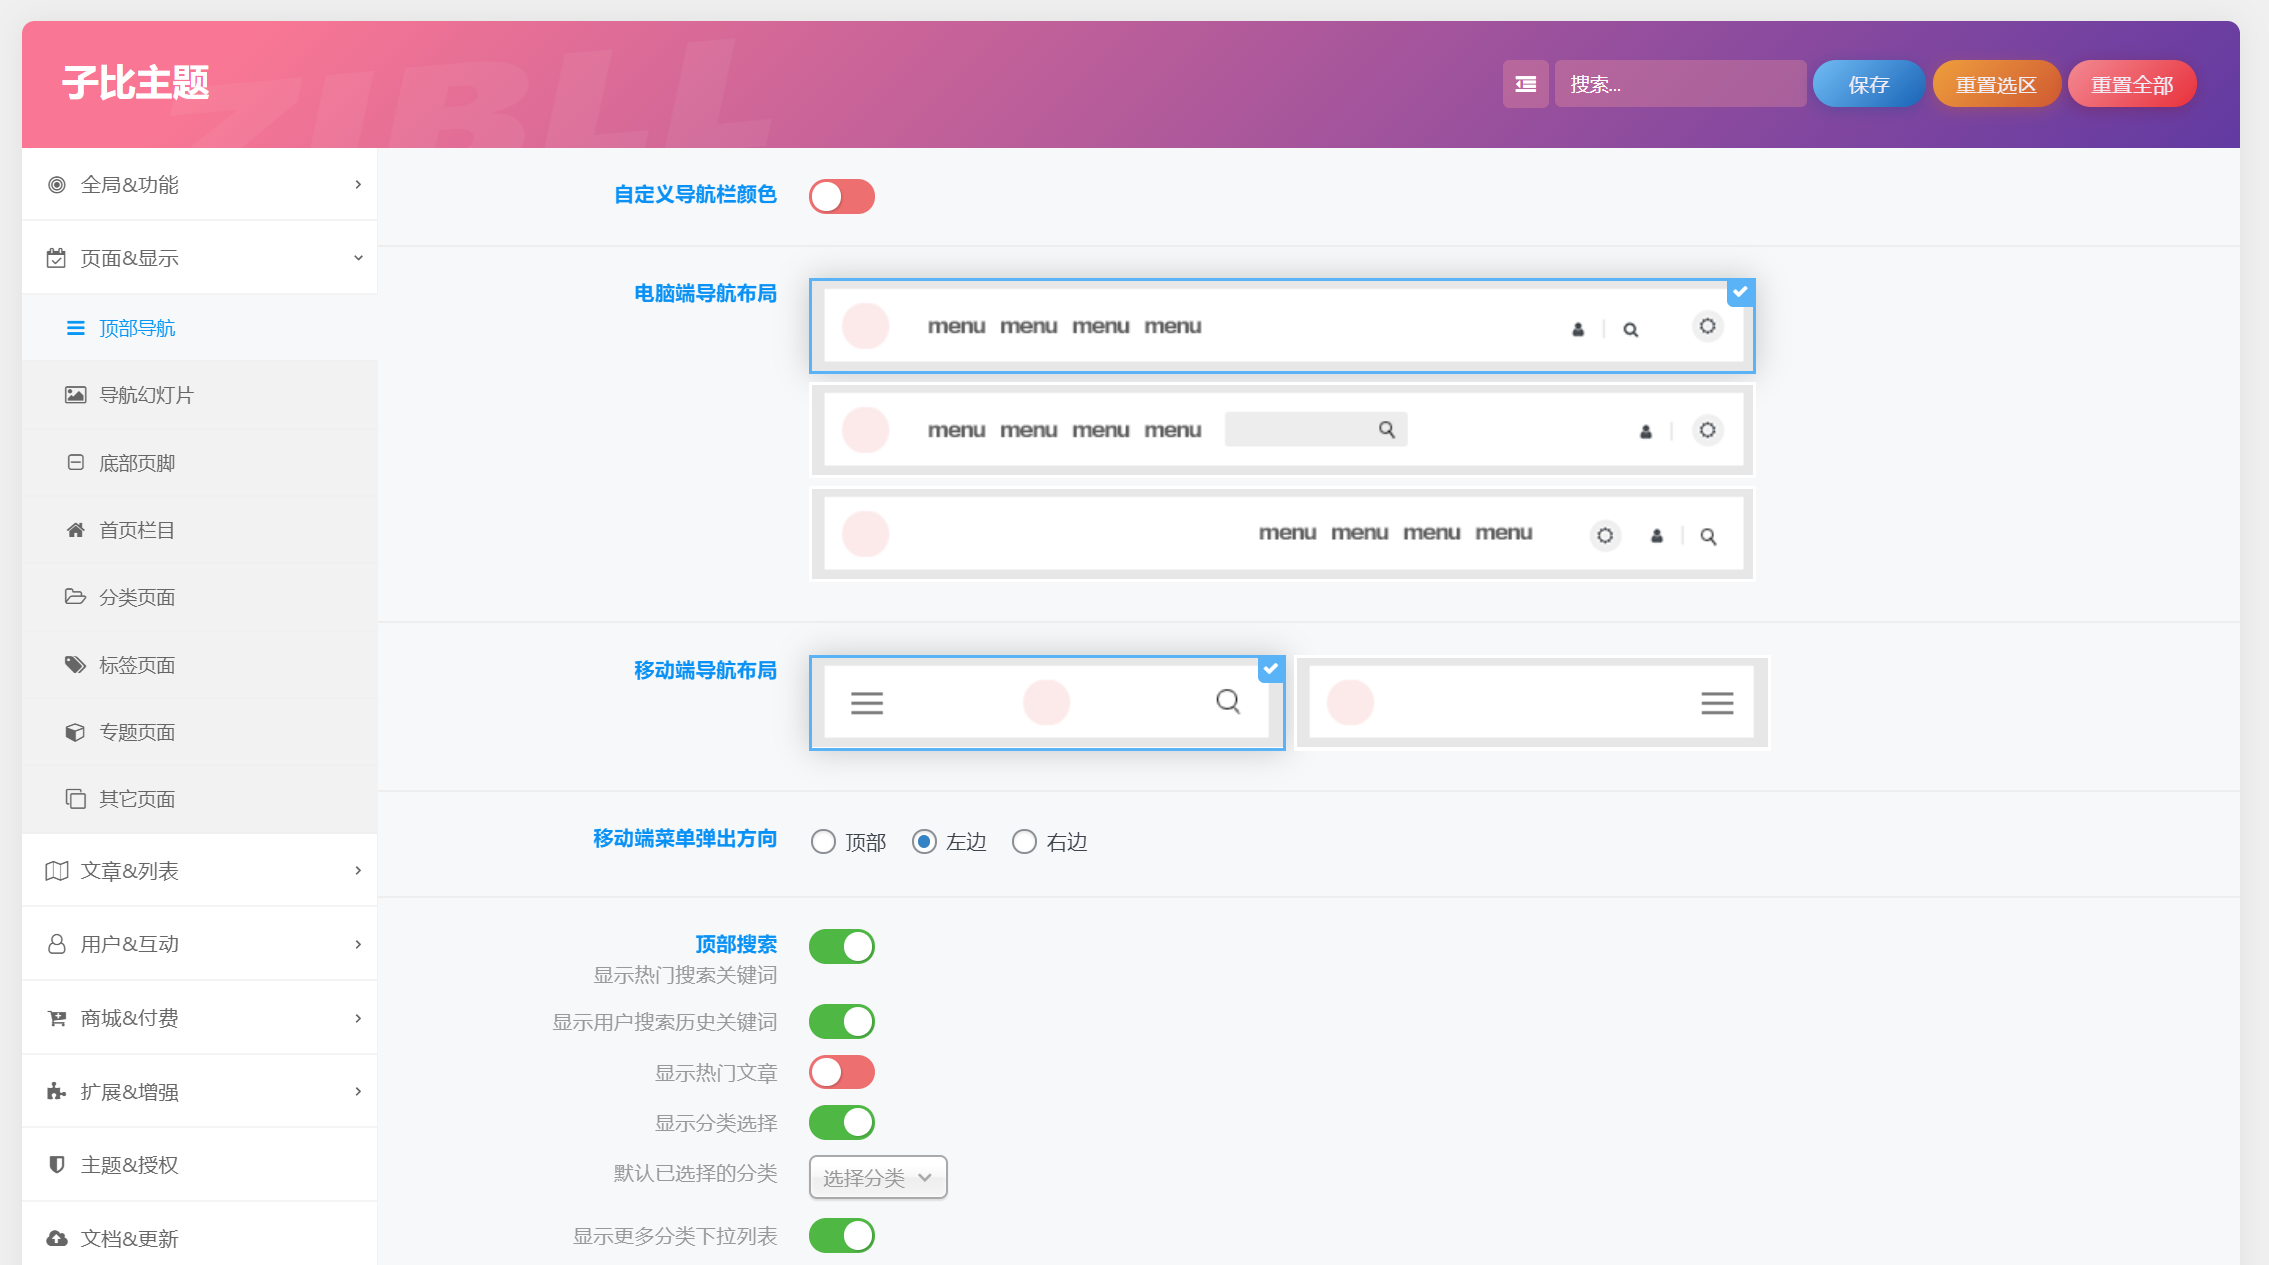 子比主题
ZIBLL
搜索...
保存
重置选区
重置全部
全局&功能
页面&显示
顶部导航
导航幻灯片
底部页脚
首页栏目
分类页面
标签页面
专题页面
其它页面
文章&列表
用户&互动
商城&付费
扩展&增强
主题&授权
文档&更新
自定义导航栏颜色
电脑端导航布局
menu menu menu menu
menu menu menu menu
menu menu menu menu
移动端导航布局
移动端菜单弹出方向
顶部 左边 右边
顶部搜索
显示热门搜索关键词
显示用户搜索历史关键词
显示热门文章
显示分类选择
默认已选择的分类
选择分类
显示更多分类下拉列表